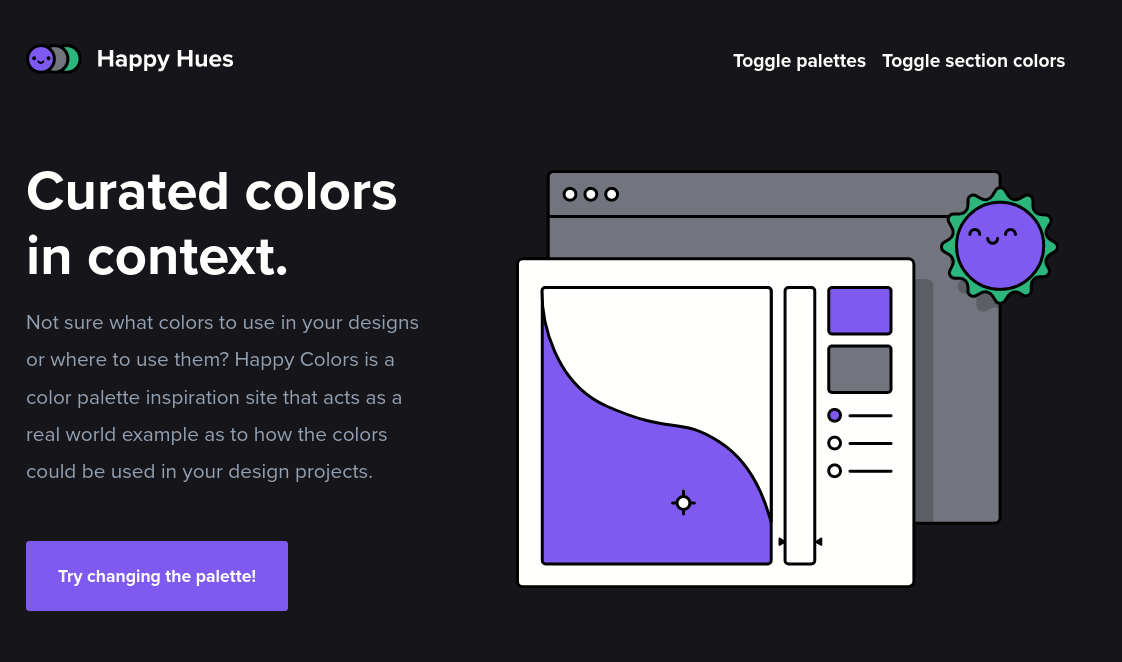 Happy Hues
Toggle palettes Toggle section colors
Curated colors
in context.
Not sure what colors to use in your designs
or where to use them? Happy Colors is a
color palette inspiration site that acts as a
real world example as to how the colors
could be used in your design projects.
Try changing the palette!